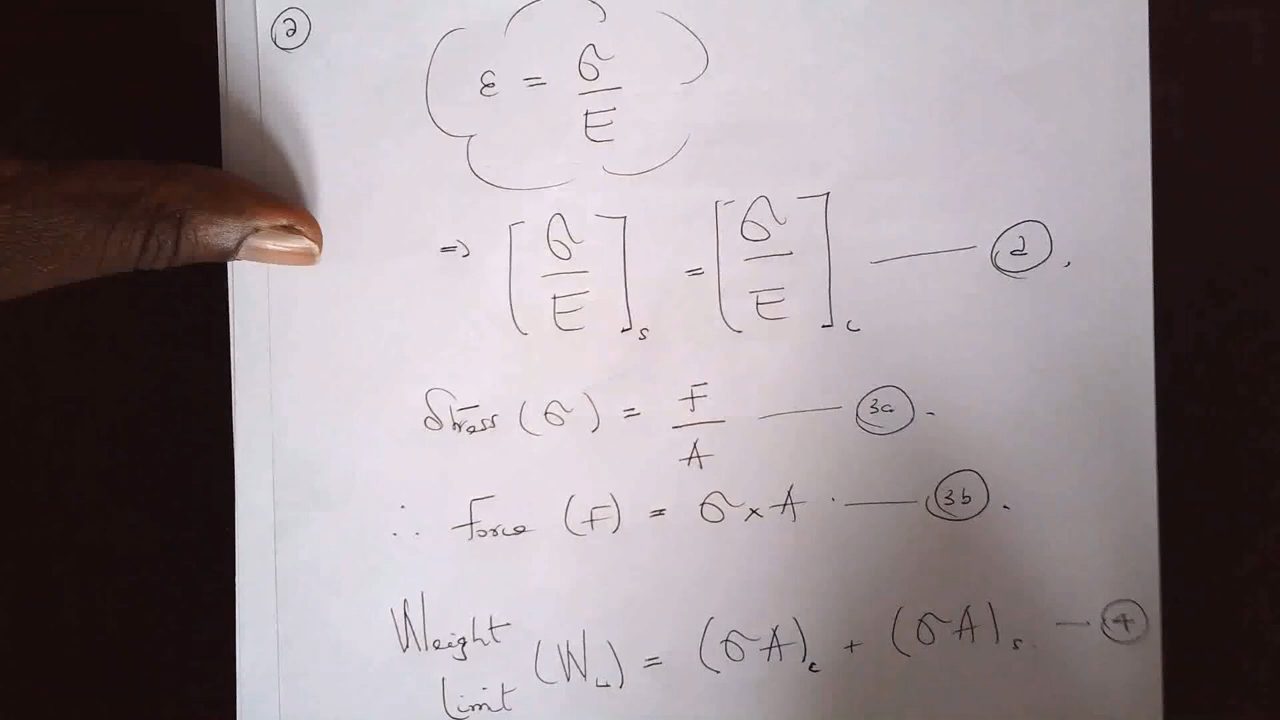 ②
ε = σ/E
=> [σ/E]s = [σ/E]c —— ②.
Stress (σ) = F/A —— (3a).
∴ Force (F) = σ x A. —— (3b).
Weight Limit (WL) = (σA)c + (σA)s — ④